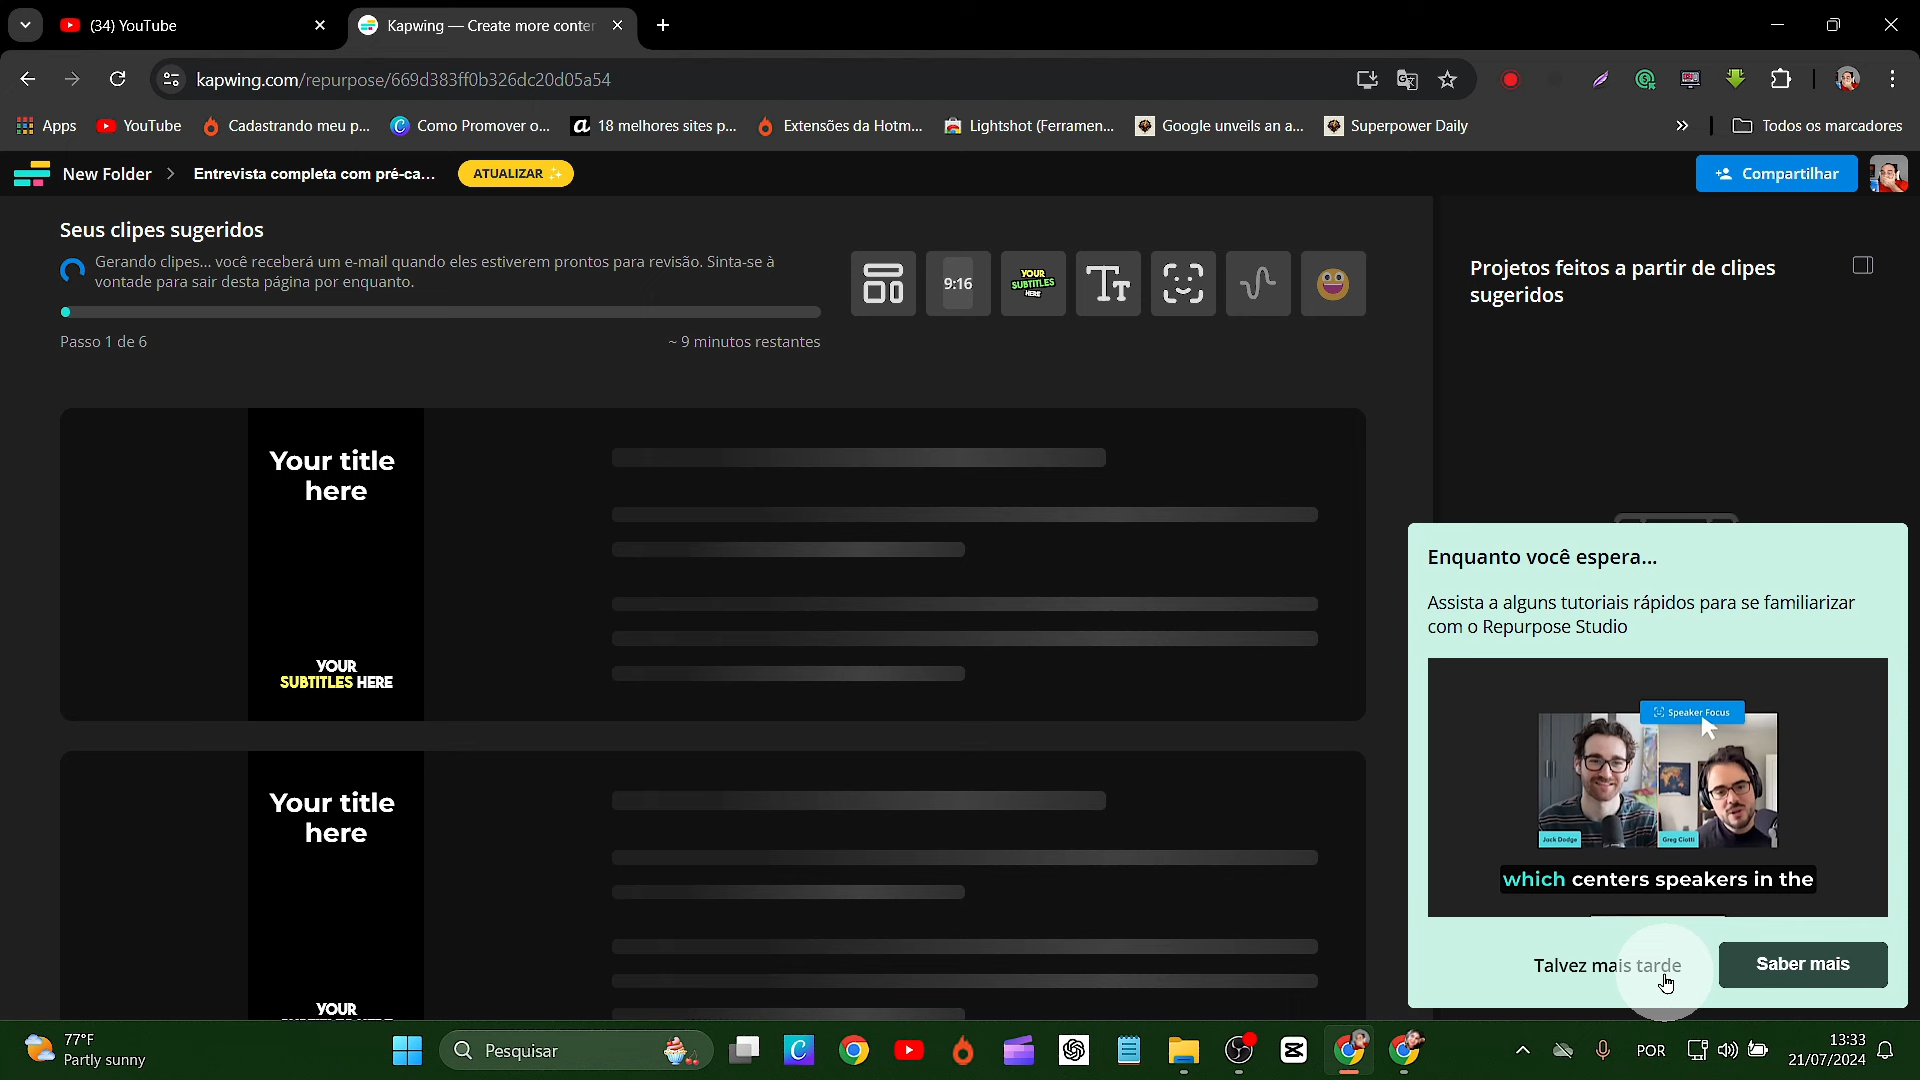 (34) YouTube
Kapwing — Create more conter
kapwing.com/repurpose/669d383ff0b326dc20d05a54
Apps
YouTube
Cadastrando meu p...
Como Promover o...
18 melhores sites p...
Extensões da Hotm...
Lightshot (Ferramen...
Google unveils an a...
Superpower Daily
Todos os marcadores
New Folder
Entrevista completa com pré-ca...
ATUALIZAR
Compartilhar
Seus clipes sugeridos
Gerando clipes... você receberá um e-mail quando eles estiverem prontos para revisão. Sinta-se à
vontade para sair desta página por enquanto.
Passo 1 de 6
~ 9 minutos restantes
9:16
YOUR
SUBTITLES
HERE
Projetos feitos a partir de clipes
sugeridos
Your title
here
YOUR
SUBTITLES HERE
Your title
here
YOUR
Enquanto você espera...
Assista a alguns tutoriais rápidos para se familiarizar
com o Repurpose Studio
Speaker Focus
Jack Dodge
Greg Ciotti
which centers speakers in the
Talvez mais tarde
Saber mais
77°F
Partly sunny
Pesquisar
POR
13:33
21/07/2024